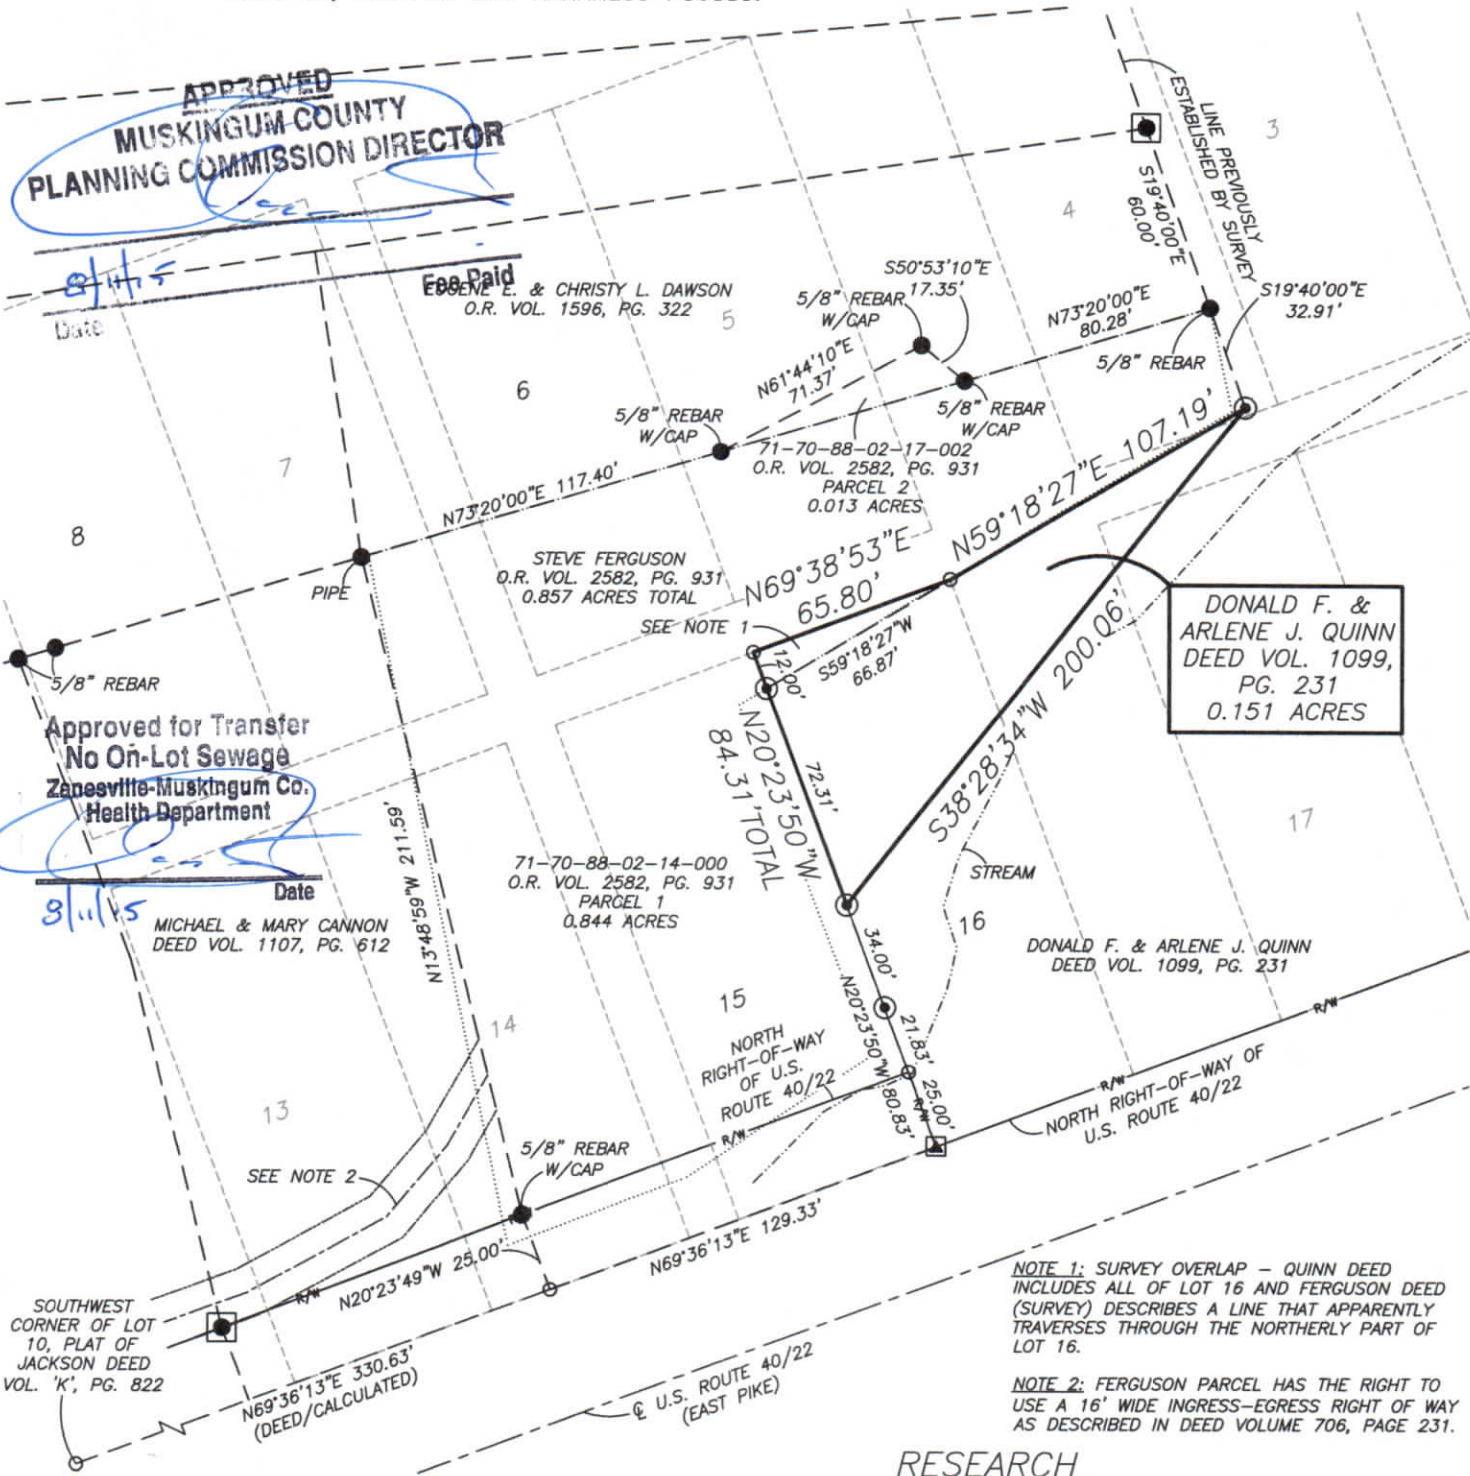 APPROVED
MUSKINGUM COUNTY
PLANNING COMMISSION DIRECTOR
8/11/15
Date
Fee Paid
EUGENE E. & CHRISTY L. DAWSON
O.R. VOL. 1596, PG. 322
LINE PREVIOUSLY
ESTABLISHED BY SURVEY
3
S19°40'00"E
60.00'
4
S50°53'10"E
17.35'
5/8" REBAR
W/CAP
N73°20'00"E
80.28'
S19°40'00"E
32.91'
5/8" REBAR
5
N61°44'10"E
71.37'
6
5/8" REBAR
W/CAP
5/8" REBAR
W/CAP
71-70-88-02-17-002
O.R. VOL. 2582, PG. 931
PARCEL 2
0.013 ACRES
N59°18'27"E 107.19'
7
N73°20'00"E 117.40'
8
STEVE FERGUSON
O.R. VOL. 2582, PG. 931
0.857 ACRES TOTAL
N69°38'53"E
65.80'
PIPE
SEE NOTE 1
DONALD F. &
ARLENE J. QUINN
DEED VOL. 1099,
PG. 231
0.151 ACRES
12.00'
S59°18'27"W
66.87'
5/8" REBAR
S38°28'34"W 200.06'
Approved for Transfer
No On-Lot Sewage
Zanesville-Muskingum Co.
Health Department
Date
8/11/15
N20°23'50"W
84.31'TOTAL
72.31'
17
N13°48'59"W 211.59'
71-70-88-02-14-000
O.R. VOL. 2582, PG. 931
PARCEL 1
0.844 ACRES
STREAM
16
MICHAEL & MARY CANNON
DEED VOL. 1107, PG. 612
34.00'
DONALD F. & ARLENE J. QUINN
DEED VOL. 1099, PG. 231
15
14
13
NORTH
RIGHT-OF-WAY
OF U.S.
ROUTE 40/22
N20°23'50"W 80.83'
21.83'
25.00'
R/W
R/W
R/W
R/W
NORTH RIGHT-OF-WAY OF
U.S. ROUTE 40/22
5/8" REBAR
W/CAP
SEE NOTE 2
N69°36'13"E 129.33'
R/W
N20°23'49"W 25.00'
SOUTHWEST
CORNER OF LOT
10, PLAT OF
JACKSON DEED
VOL. 'K', PG. 822
N69°36'13"E 330.63'
(DEED/CALCULATED)
℄ U.S. ROUTE 40/22
(EAST PIKE)
NOTE 1: SURVEY OVERLAP – QUINN DEED
INCLUDES ALL OF LOT 16 AND FERGUSON DEED
(SURVEY) DESCRIBES A LINE THAT APPARENTLY
TRAVERSES THROUGH THE NORTHERLY PART OF
LOT 16.
NOTE 2: FERGUSON PARCEL HAS THE RIGHT TO
USE A 16' WIDE INGRESS–EGRESS RIGHT OF WAY
AS DESCRIBED IN DEED VOLUME 706, PAGE 231.
RESEARCH